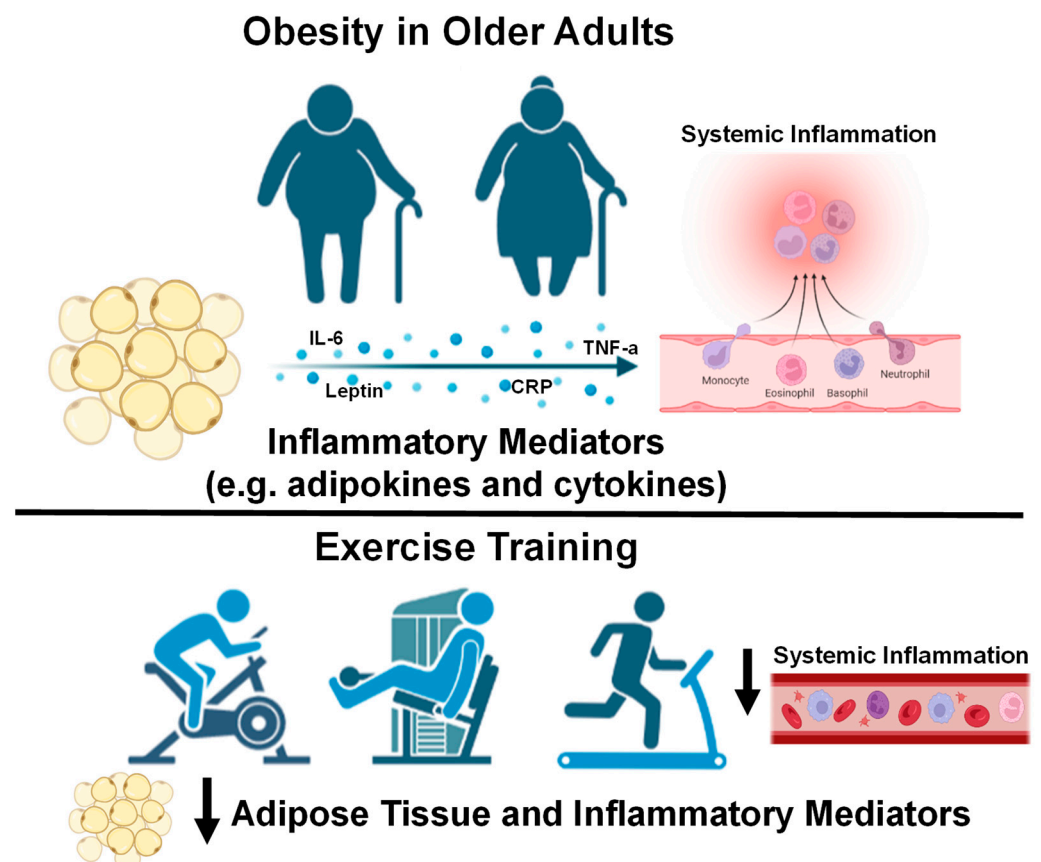 Obesity in Older Adults
Systemic Inflammation
IL-6
TNF-a
Leptin
CRP
Monocyte
Eosinophil
Basophil
Neutrophil
Inflammatory Mediators
(e.g. adipokines and cytokines)
Exercise Training
Systemic Inflammation
Adipose Tissue and Inflammatory Mediators